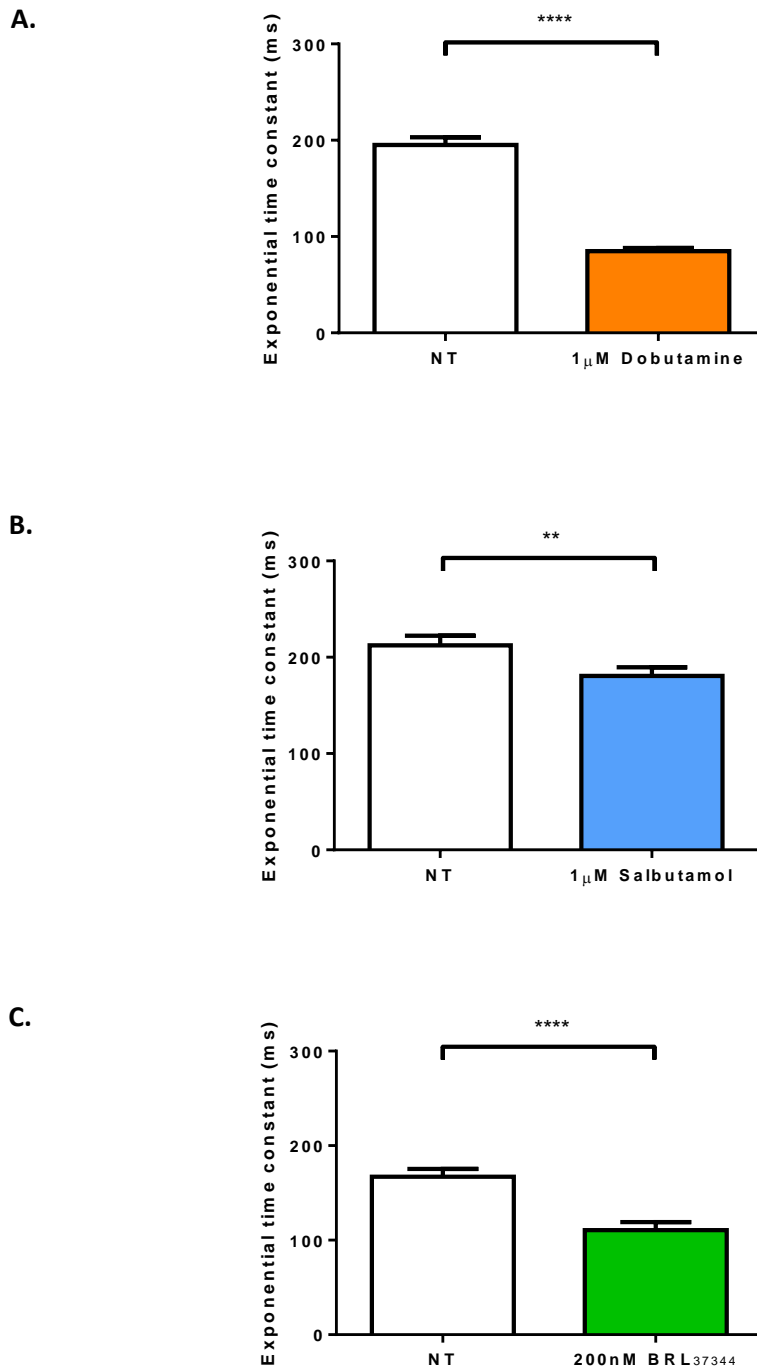 A.
****
Exponential time constant (ms)
300
200
100
0
NT
1μM Dobutamine
B.
**
Exponential time constant (ms)
300
200
100
0
NT
1μM Salbutamol
C.
****
Exponential time constant (ms)
300
200
100
0
NT
200nM BRL37344